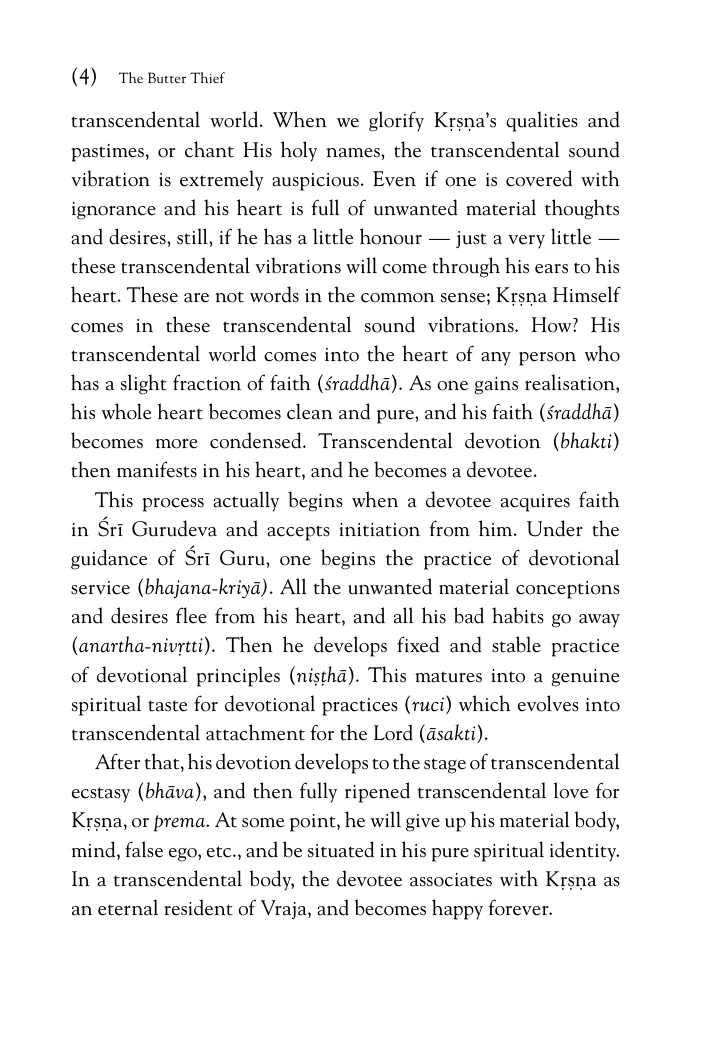 (4) The Butter Thief
transcendental world. When we glorify Kṛṣṇa's qualities and
pastimes, or chant His holy names, the transcendental sound
vibration is extremely auspicious. Even if one is covered with
ignorance and his heart is full of unwanted material thoughts
and desires, still, if he has a little honour — just a very little —
these transcendental vibrations will come through his ears to his
heart. These are not words in the common sense; Kṛṣṇa Himself
comes in these transcendental sound vibrations. How? His
transcendental world comes into the heart of any person who
has a slight fraction of faith (śraddhā). As one gains realisation,
his whole heart becomes clean and pure, and his faith (śraddhā)
becomes more condensed. Transcendental devotion (bhakti)
then manifests in his heart, and he becomes a devotee.
This process actually begins when a devotee acquires faith
in Śrī Gurudeva and accepts initiation from him. Under the
guidance of Śrī Guru, one begins the practice of devotional
service (bhajana-kriyā). All the unwanted material conceptions
and desires flee from his heart, and all his bad habits go away
(anartha-nivṛtti). Then he develops fixed and stable practice
of devotional principles (niṣṭhā). This matures into a genuine
spiritual taste for devotional practices (ruci) which evolves into
transcendental attachment for the Lord (āsakti).
After that, his devotion develops to the stage of transcendental
ecstasy (bhāva), and then fully ripened transcendental love for
Kṛṣṇa, or prema. At some point, he will give up his material body,
mind, false ego, etc., and be situated in his pure spiritual identity.
In a transcendental body, the devotee associates with Kṛṣṇa as
an eternal resident of Vraja, and becomes happy forever.